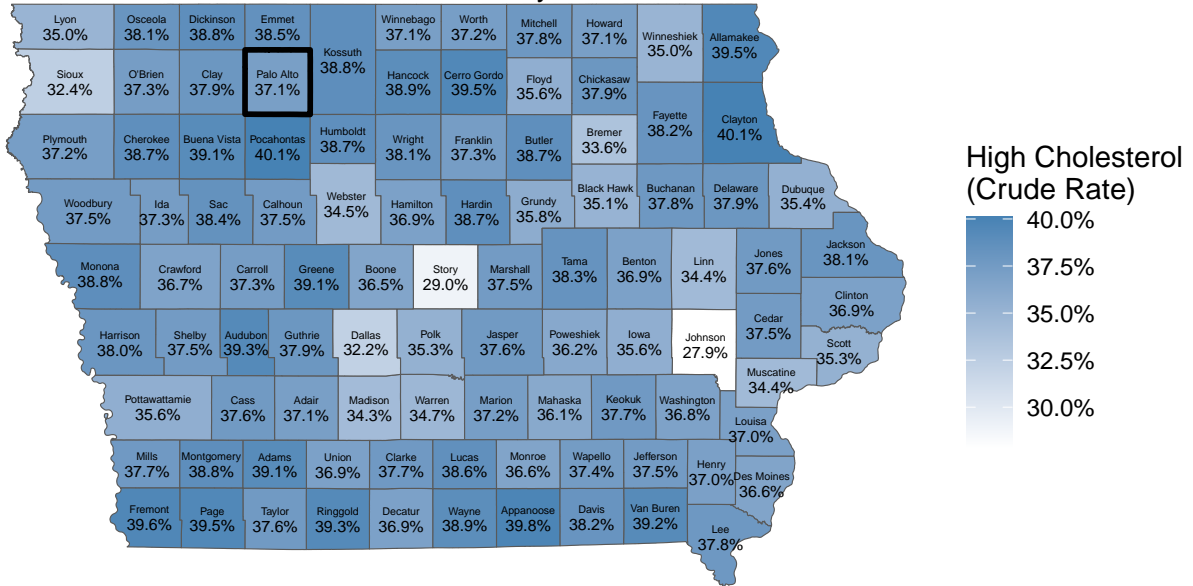 Lyon
35.0%
Osceola
38.1%
Dickinson
38.8%
Emmet
38.5%
Kossuth
38.8%
Winnebago
37.1%
Worth
37.2%
Mitchell
37.8%
Howard
37.1%
Winneshiek
35.0%
Allamakee
39.5%
Sioux
32.4%
O'Brien
37.3%
Clay
37.9%
Palo Alto
37.1%
Hancock
38.9%
Cerro Gordo
39.5%
Floyd
35.6%
Chickasaw
37.9%
Fayette
38.2%
Clayton
40.1%
Plymouth
37.2%
Cherokee
38.7%
Buena Vista
39.1%
Pocahontas
40.1%
Humboldt
38.7%
Wright
38.1%
Franklin
37.3%
Butler
38.7%
Bremer
33.6%
Woodbury
37.5%
Ida
37.3%
Sac
38.4%
Calhoun
37.5%
Webster
34.5%
Hamilton
36.9%
Hardin
38.7%
Grundy
35.8%
Black Hawk
35.1%
Buchanan
37.8%
Delaware
37.9%
Dubuque
35.4%
Monona
38.8%
Crawford
36.7%
Carroll
37.3%
Greene
39.1%
Boone
36.5%
Story
29.0%
Marshall
37.5%
Tama
38.3%
Benton
36.9%
Linn
34.4%
Jones
37.6%
Jackson
38.1%
Clinton
36.9%
Harrison
38.0%
Shelby
37.5%
Audubon
39.3%
Guthrie
37.9%
Dallas
32.2%
Polk
35.3%
Jasper
37.6%
Poweshiek
36.2%
Iowa
35.6%
Johnson
27.9%
Cedar
37.5%
Scott
35.3%
Muscatine
34.4%
Pottawattamie
35.6%
Cass
37.6%
Adair
37.1%
Madison
34.3%
Warren
34.7%
Marion
37.2%
Mahaska
36.1%
Keokuk
37.7%
Washington
36.8%
Louisa
37.0%
Mills
37.7%
Montgomery
38.8%
Adams
39.1%
Union
36.9%
Clarke
37.7%
Lucas
38.6%
Monroe
36.6%
Wapello
37.4%
Jefferson
37.5%
Henry
37.0%
Des Moines
36.6%
Fremont
39.6%
Page
39.5%
Taylor
37.6%
Ringgold
39.3%
Decatur
36.9%
Wayne
38.9%
Appanoose
39.8%
Davis
38.2%
Van Buren
39.2%
Lee
37.8%
High Cholesterol
(Crude Rate)
40.0%
37.5%
35.0%
32.5%
30.0%